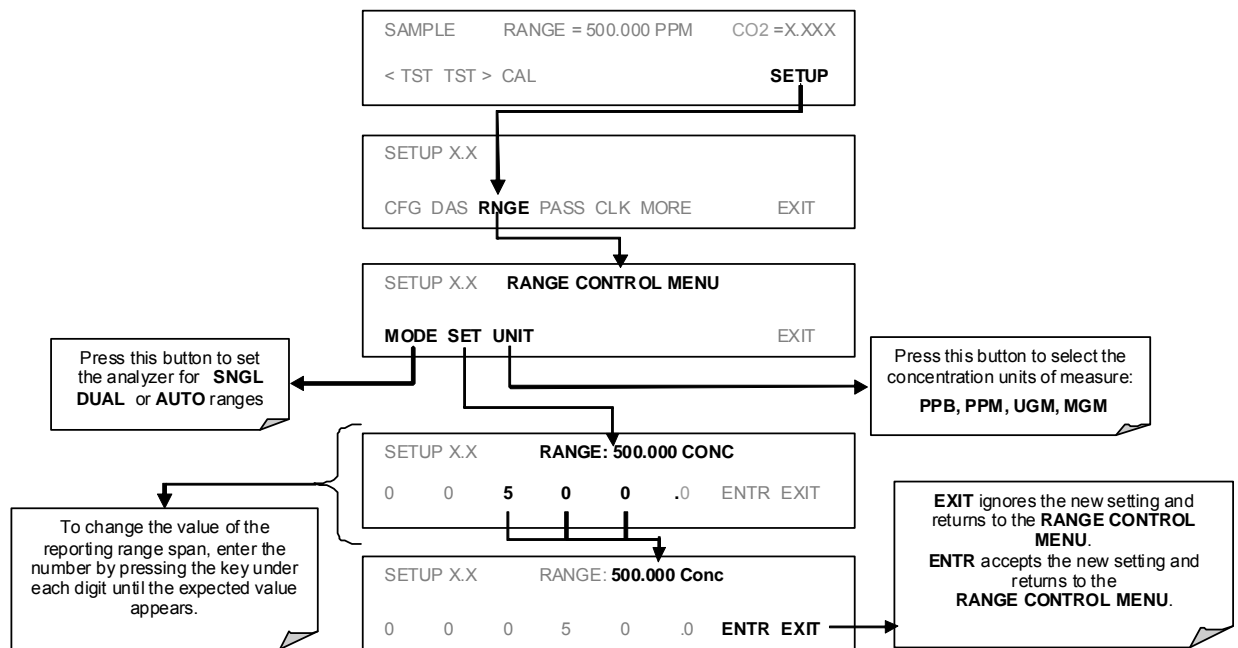 SAMPLE RANGE = 500.000 PPM CO2 =X.XXX
< TST TST > CAL SETUP
SETUP X.X
CFG DAS RNGE PASS CLK MORE EXIT
SETUP X.X RANGE CONTROL MENU
MODE SET UNIT EXIT
Press this button to set
the analyzer for SNGL
DUAL or AUTO ranges
Press this button to select the
concentration units of measure:
PPB, PPM, UGM, MGM
SETUP X.X RANGE: 500.000 CONC
0 0 5 0 0 .0 ENTR EXIT
To change the value of the
reporting range span, enter the
number by pressing the key under
each digit until the expected value
appears.
SETUP X.X RANGE: 500.000 Conc
0 0 0 5 0 .0 ENTR EXIT
EXIT ignores the new setting and
returns to the RANGE CONTROL
MENU.
ENTR accepts the new setting and
returns to the
RANGE CONTROL MENU.